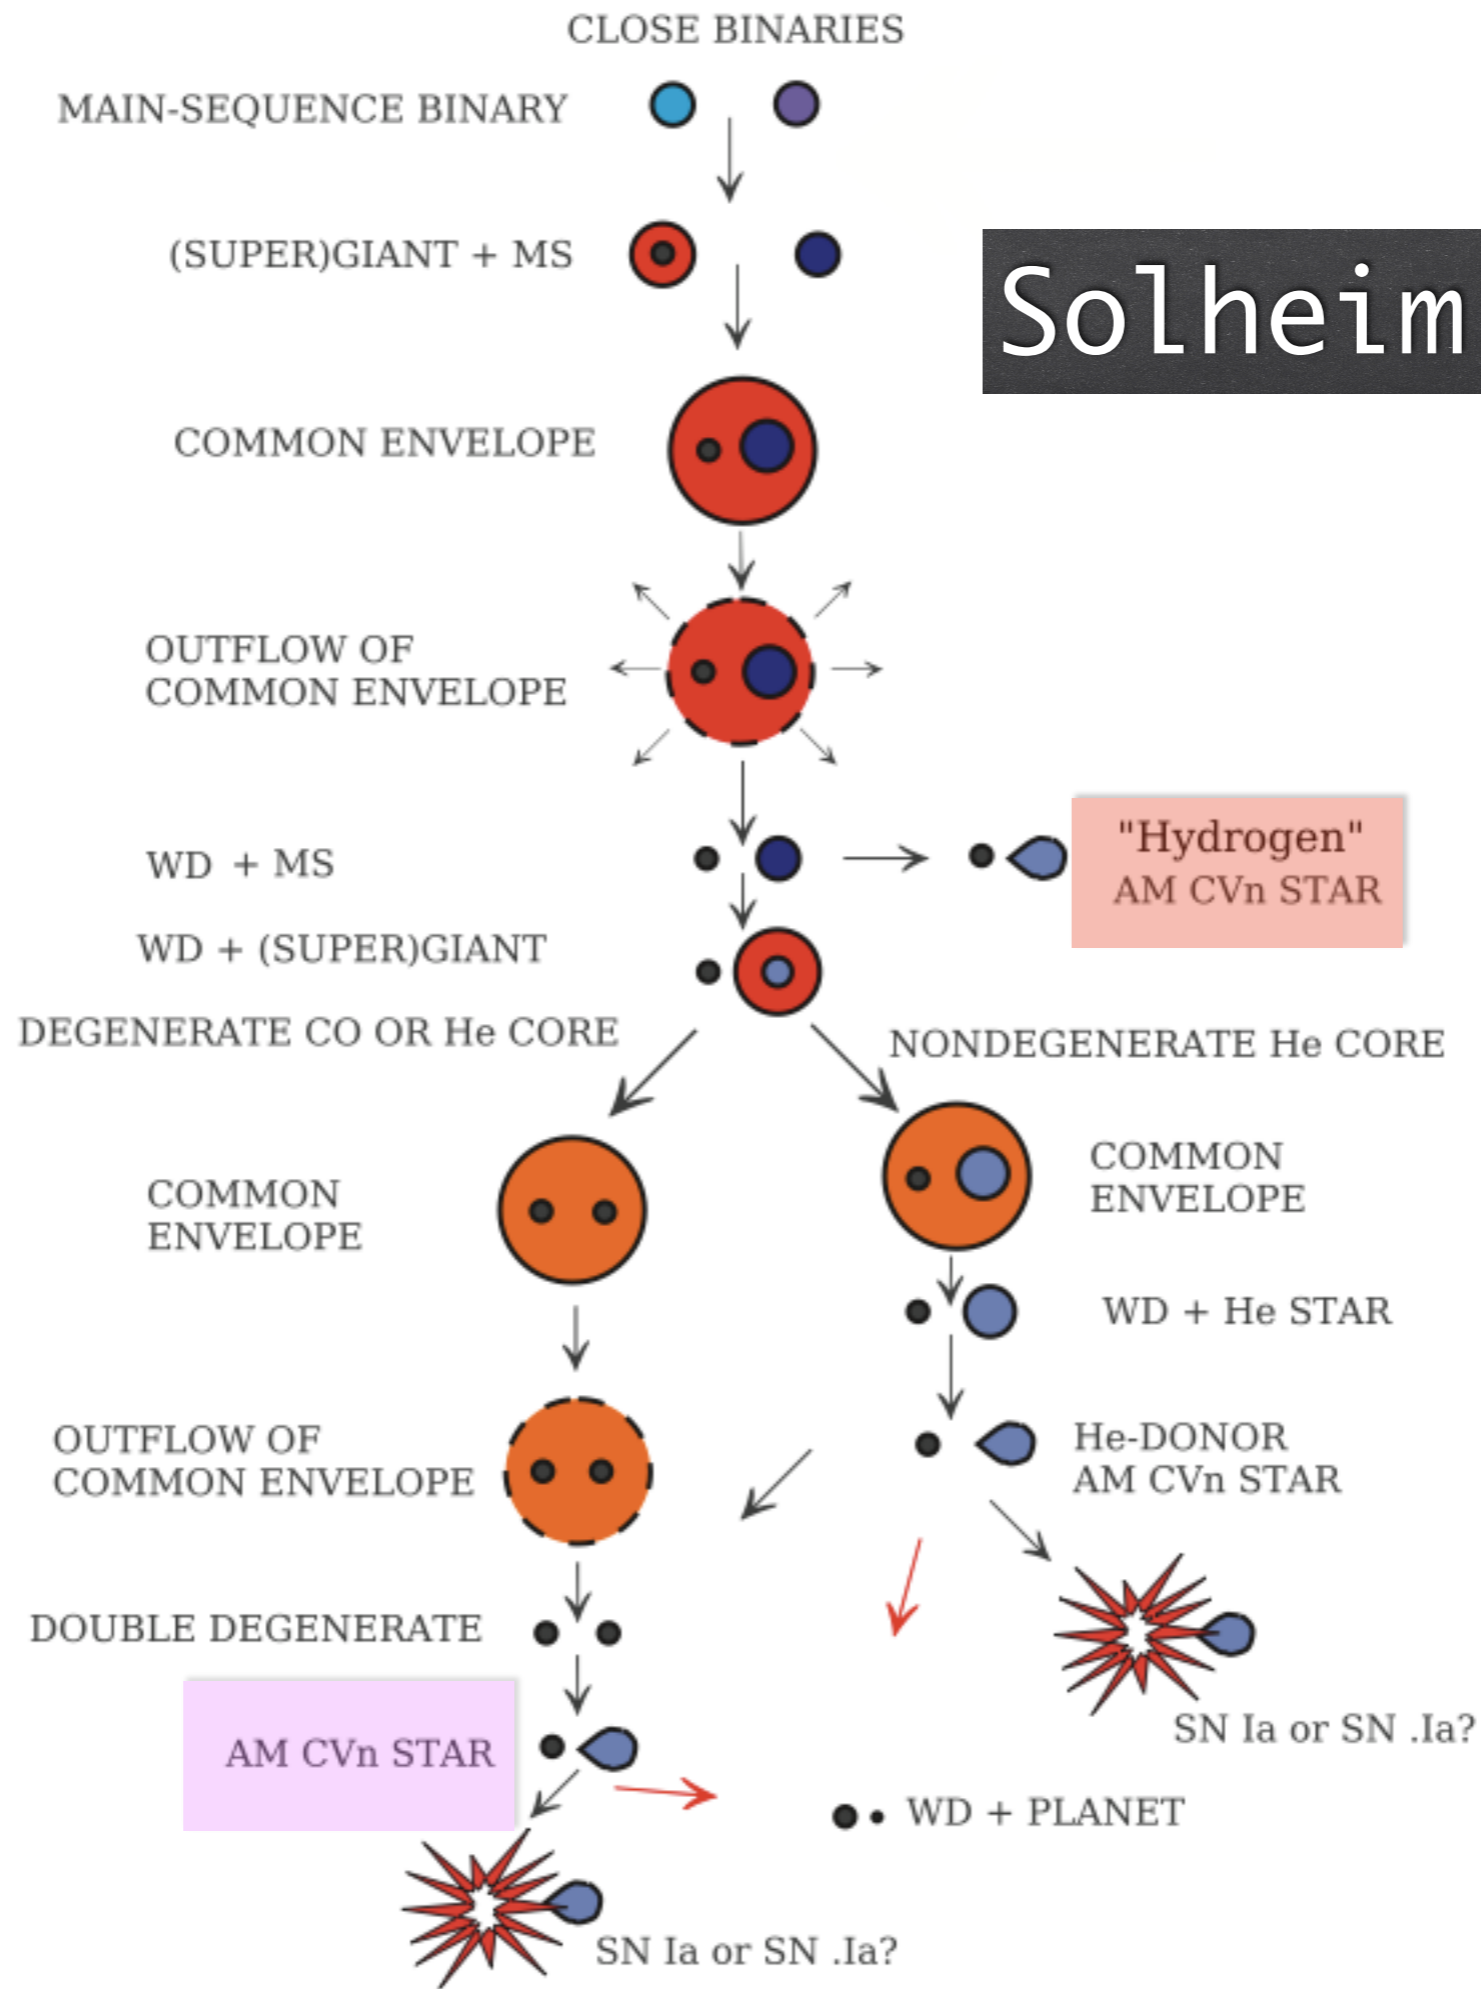 CLOSE BINARIES
MAIN-SEQUENCE BINARY
(SUPER)GIANT + MS
Solheim
COMMON ENVELOPE
OUTFLOW OF
COMMON ENVELOPE
"Hydrogen"
AM CVn STAR
WD + MS
WD + (SUPER)GIANT
DEGENERATE CO OR He CORE
NONDEGENERATE He CORE
COMMON
ENVELOPE
COMMON
ENVELOPE
WD + He STAR
OUTFLOW OF
COMMON ENVELOPE
He-DONOR
AM CVn STAR
DOUBLE DEGENERATE
SN Ia or SN .Ia?
AM CVn STAR
WD + PLANET
SN Ia or SN .Ia?